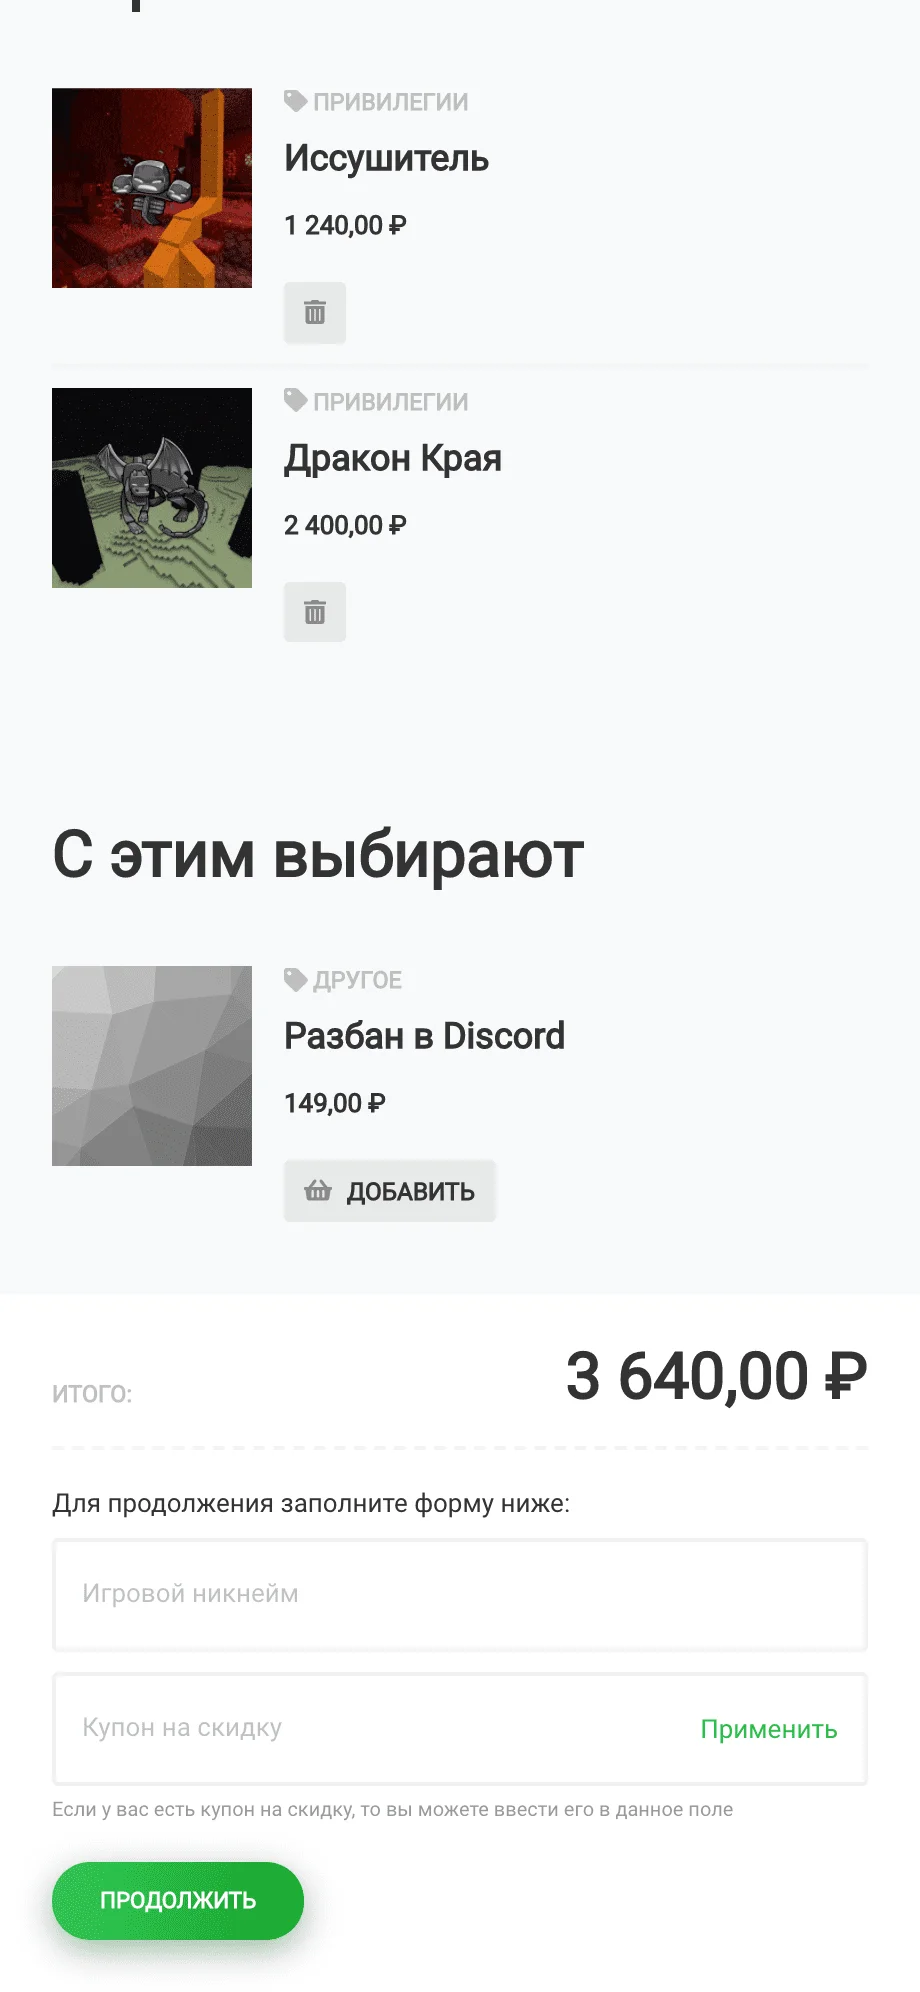 ПРИВИЛЕГИИ
Иссушитель
1 240,00 ₽
ПРИВИЛЕГИИ
Дракон Края
2 400,00 ₽
С этим выбирают
ДРУГОЕ
Разбан в Discord
149,00 ₽
ДОБАВИТЬ
ИТОГО:
3 640,00 ₽
Для продолжения заполните форму ниже:
Игровой никнейм
Купон на скидку
Применить
Если у вас есть купон на скидку, то вы можете ввести его в данное поле
ПРОДОЛЖИТЬ